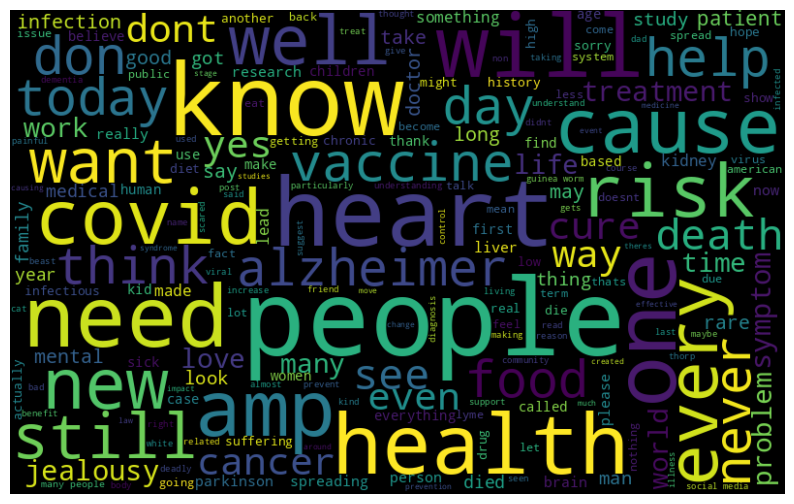 infection
dont
another
back
something
study
patient
issue
believe
don
good
got
well
take
high
age
come
spread
hope
thought
treat
give
dad
dementia
public
children
research
doctor
will
sorry
system
help
today
stage
eat
infected
know
might
history
non
taking
day
less
understand
treatment
show
medicine
work
really
getting
chronic
become
long
thank
didnt
event
cause
painful
used
use
make
yes
find
want
say
diet
studies
vaccine
life
based
kidney
virus
american
causing
medical
human
post
said
particularly
understanding
talk
guinea worm
course
may
doesnt
now
risk
family
covid
name
scared
lead
heart
suggest
control
mean
first
gets
low
cure
death
syndrome
fact
liver
way
theres
think
alzheimer
year
beast
viral
thing
thats
time
due
infectious
kid
made
increase
friend
move
living
term
die
rare
symptom
cat
lot
real
feel
effective
need
people
diagnosis
making
read
reason
one
every
never
last
maybe
mental
sick
love
many
change
community
created
thorp
actually
new
look
women
almost
prevent
see
even
please
food
world
problem
bad
case
impact
amp
everything
lyme
called
benefit
kind
support
much
law
right
still
white
related
suffering
around
health
drug
let
man
nothing
illness
jealousy
going
cancer
deadly
parkinson
spreading
person
died
brain
seen
many people
body
prevention
social media